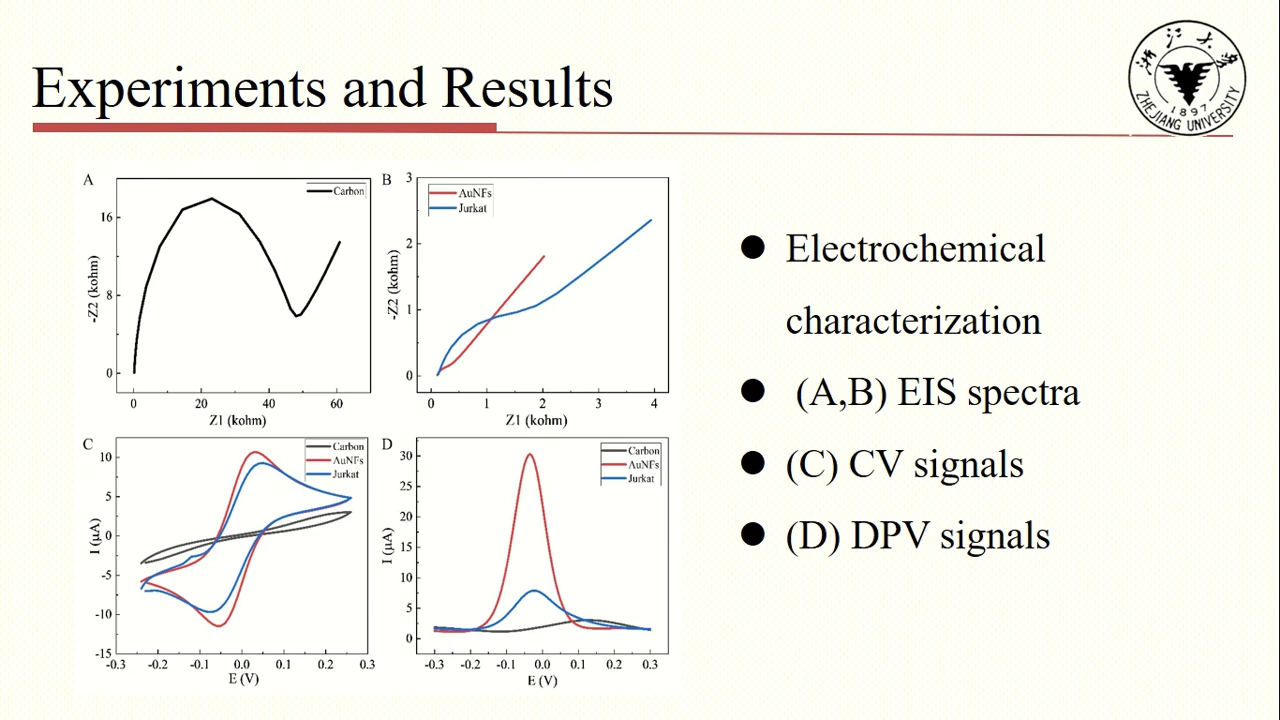 Experiments and Results
浙江大学
ZHEJIANG UNIVERSITY
1897
A
Carbon
16
8
0
-Z2 (kohm)
0 20 40 60
Z1 (kohm)
B
AuNFs
Jurkat
3
2
1
0
-Z2 (kohm)
0 1 2 3 4
Z1 (kohm)
C
Carbon
AuNFs
Jurkat
10
5
0
-5
-10
-15
I (μA)
-0.3 -0.2 -0.1 0.0 0.1 0.2 0.3
E (V)
D
Carbon
AuNFs
Jurkat
30
25
20
15
10
5
0
I (μA)
-0.3 -0.2 -0.1 0.0 0.1 0.2 0.3
E (V)
● Electrochemical
characterization
● (A,B) EIS spectra
● (C) CV signals
● (D) DPV signals